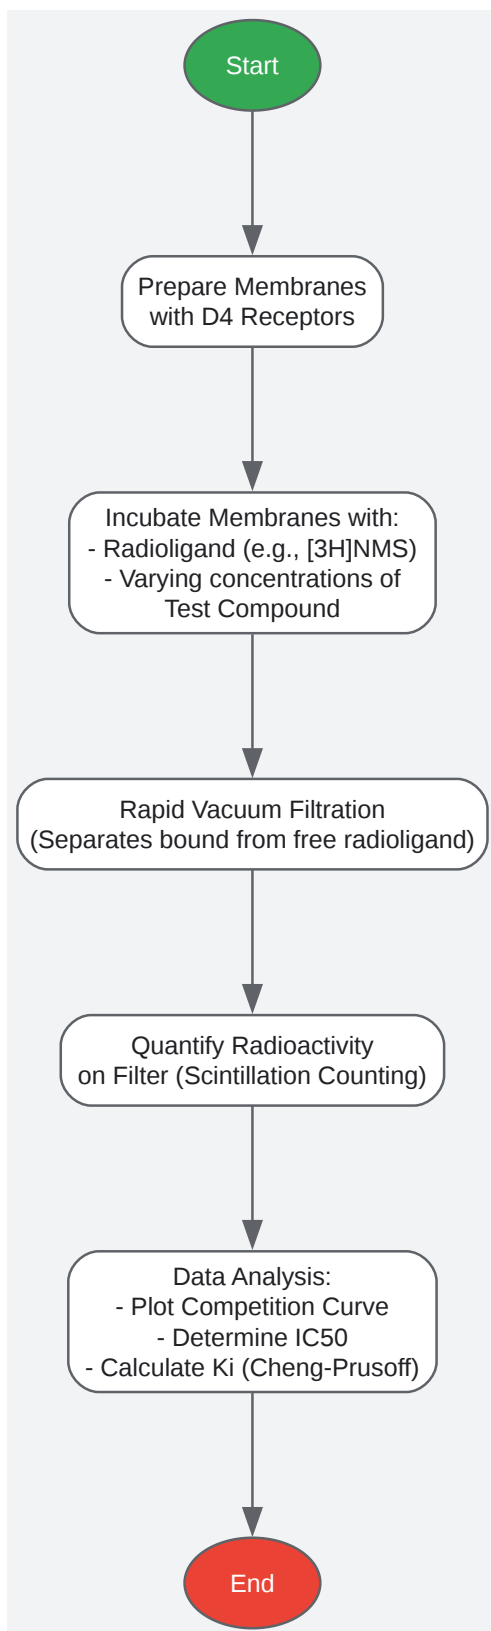 Start
Prepare Membranes
with D4 Receptors
Incubate Membranes with:
- Radioligand (e.g., [3H]NMS)
- Varying concentrations of
Test Compound
Rapid Vacuum Filtration
(Separates bound from free radioligand)
Quantify Radioactivity
on Filter (Scintillation Counting)
Data Analysis:
- Plot Competition Curve
- Determine IC50
- Calculate Ki (Cheng-Prusoff)
End